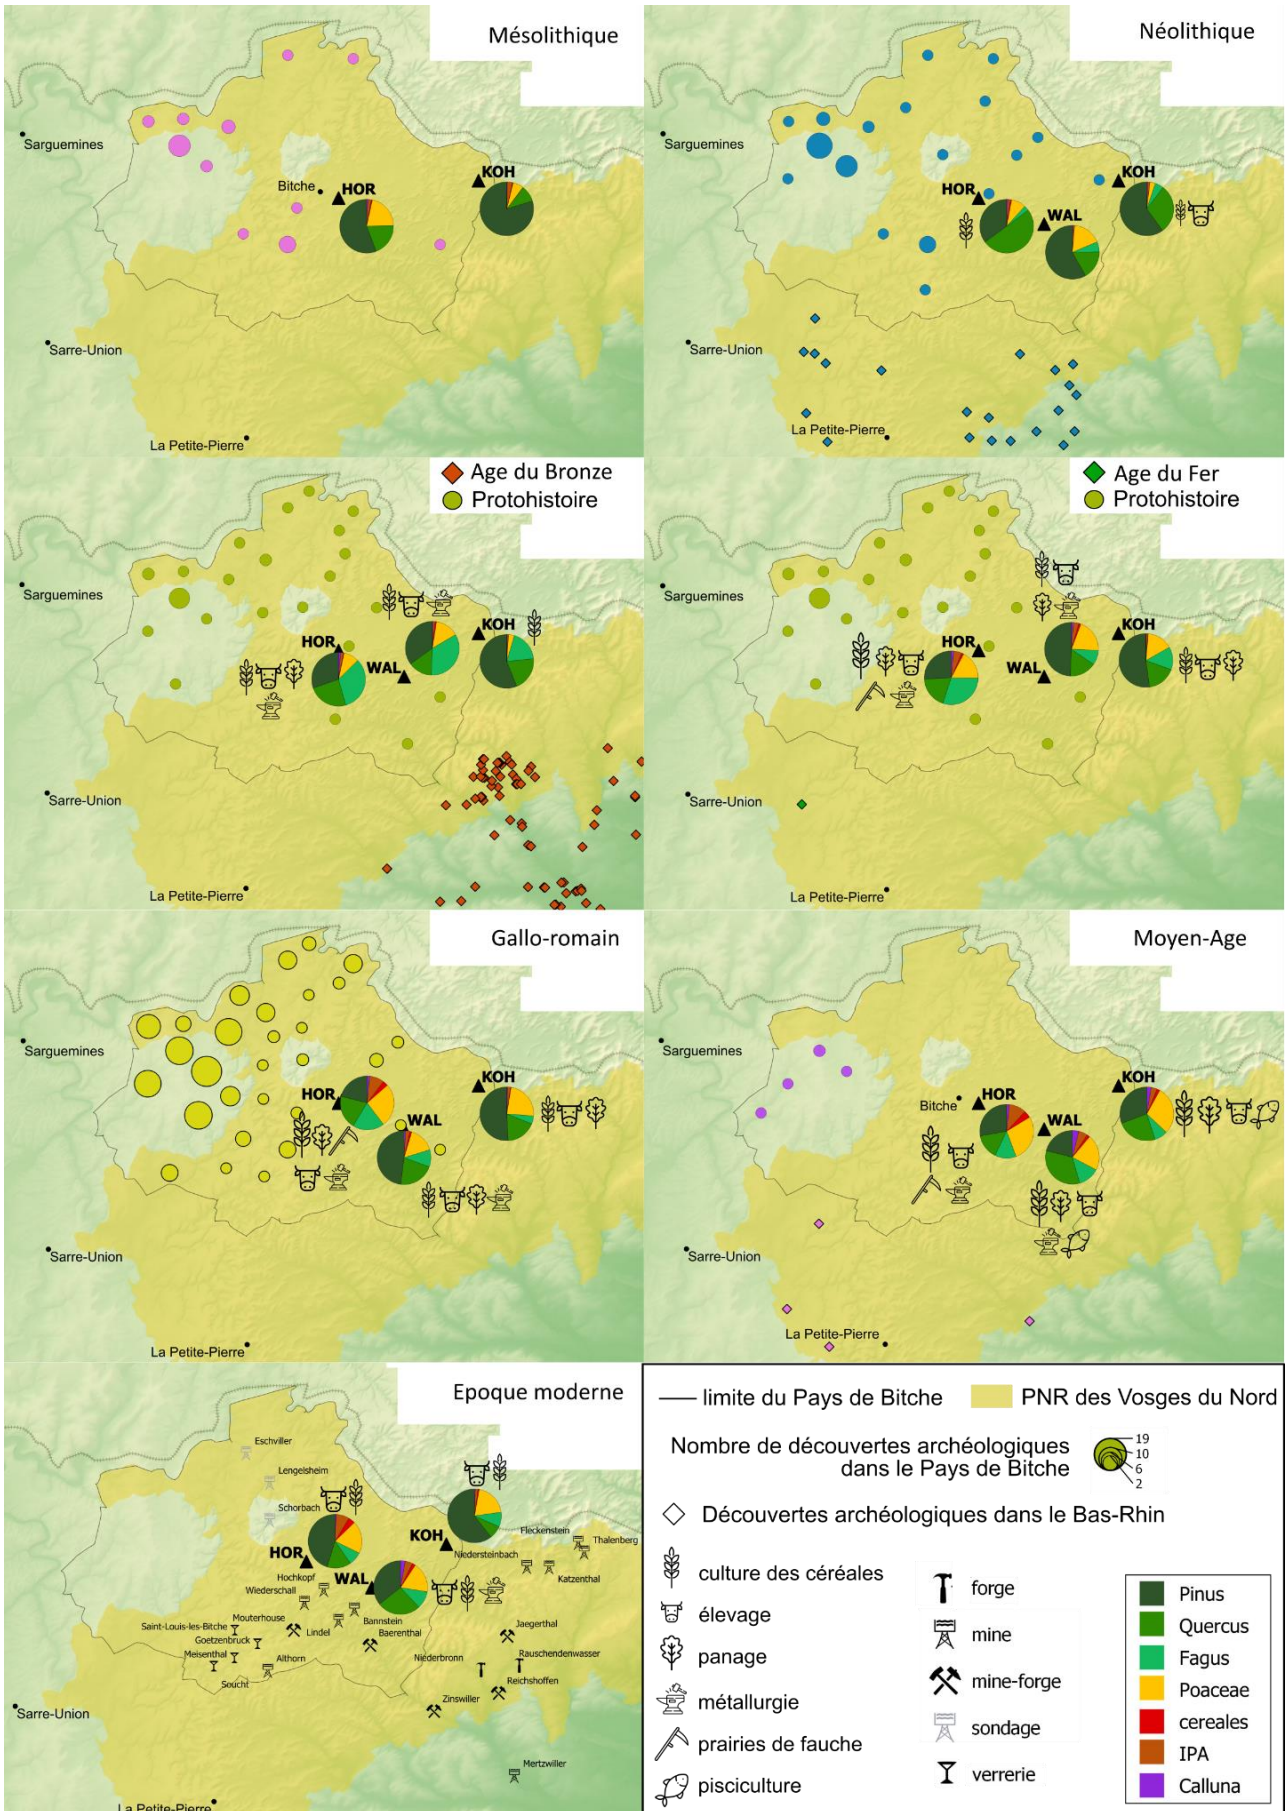 Mésolithique
Sarguemines
Bitche
HOR
KOH
Sarre-Union
La Petite-Pierre
Néolithique
Sarguemines
HOR
KOH
WAL
Sarre-Union
La Petite-Pierre
Age du Bronze
Protohistoire
Sarguemines
HOR
WAL
KOH
Sarre-Union
La Petite-Pierre
Age du Fer
Protohistoire
Sarguemines
HOR
WAL
KOH
Sarre-Union
La Petite-Pierre
Gallo-romain
Sarguemines
HOR
KOH
WAL
Sarre-Union
La Petite-Pierre
Moyen-Age
Sarguemines
Bitche
HOR
KOH
WAL
Sarre-Union
La Petite-Pierre
Epoque moderne
Eschviller
Lengelsheim
Schorbach
HOR
KOH
Fleckenstein
Thalenberg
Niedersteinbach
Katzenthal
Hochkopf
WAL
Wiederschall
Saint-Louis-les-Bitche
Mouterhouse
Lindel
Bannstein
Baerenthal
Jaegerthal
Goetzenbruck
Meisenthal
Althorn
Soucht
Niederbronn
Rauschendenwasser
Reichshoffen
Zinswiller
Sarre-Union
Mertzwiller
La Petite-Pierre
limite du Pays de Bitche
PNR des Vosges du Nord
Nombre de découvertes archéologiques
dans le Pays de Bitche
19
10
6
2
Découvertes archéologiques dans le Bas-Rhin
culture des céréales
élevage
panage
métallurgie
prairies de fauche
pisciculture
forge
mine
mine-forge
sondage
verrerie
Pinus
Quercus
Fagus
Poaceae
cereales
IPA
Calluna